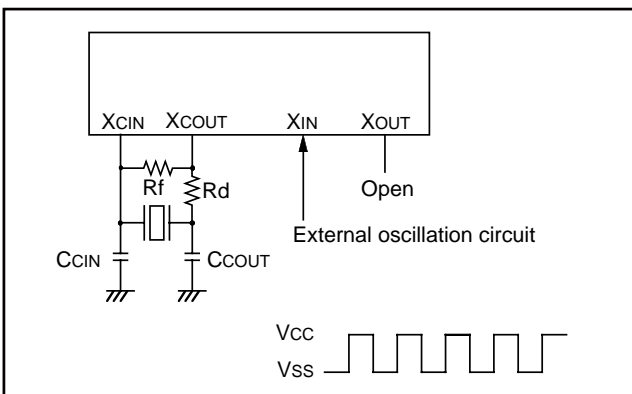 XCIN XCOUT XIN XOUT
Rf Rd Open
External oscillation circuit
CCIN CCOUT
VCC
VSS